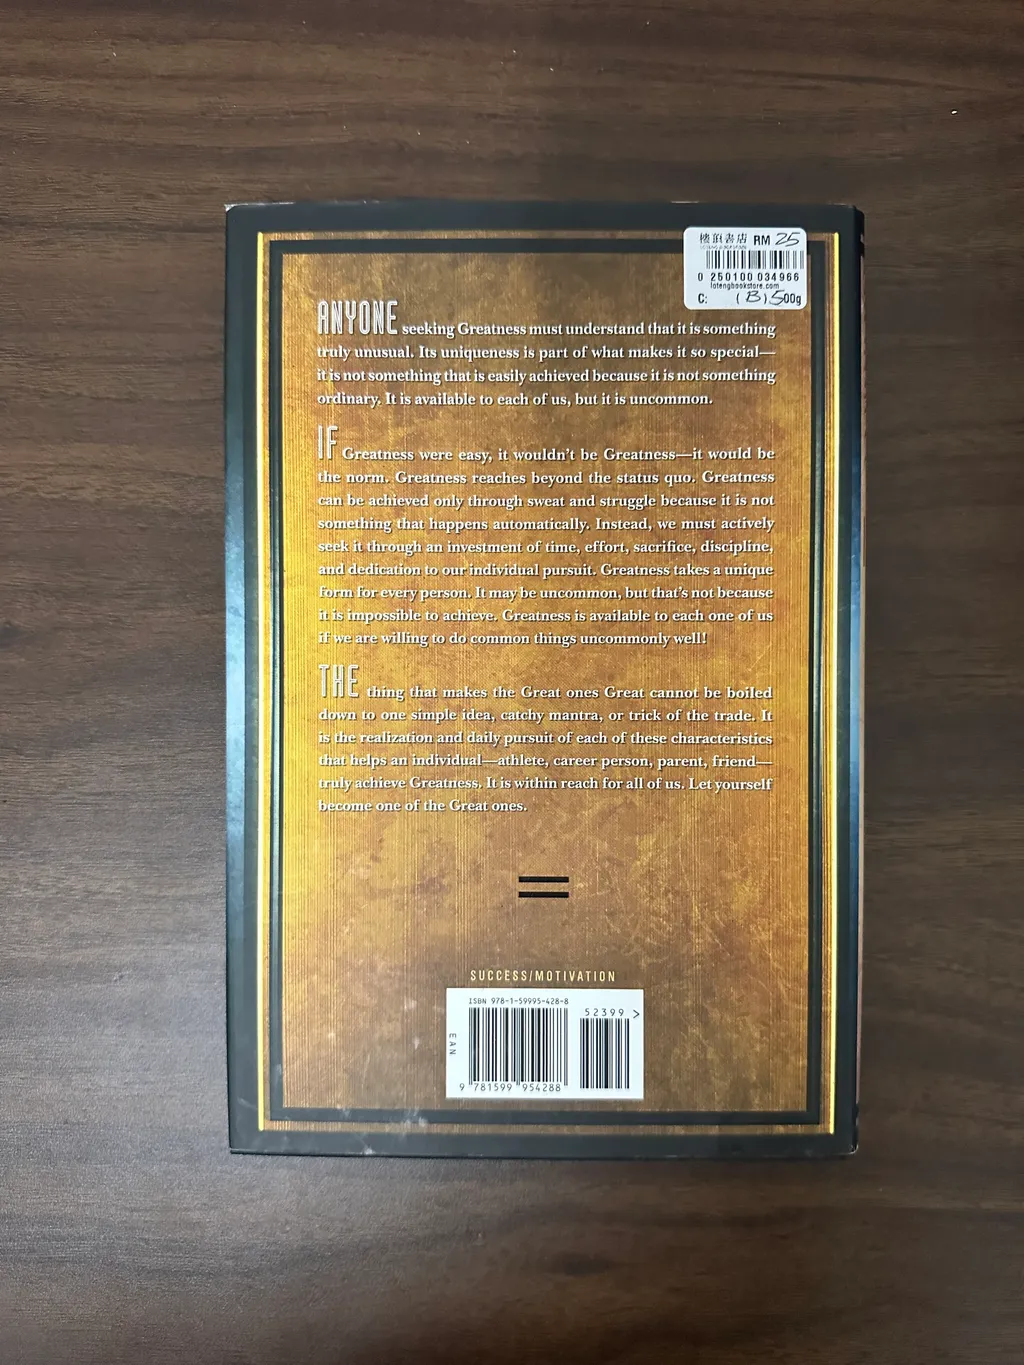 樓頂書店 RM 25
0 250100 034966
lotengbookstore.com
C: (B) 500g
ANYONE seeking Greatness must understand that it is something
truly unusual. Its uniqueness is part of what makes it so special—
it is not something that is easily achieved because it is not something
ordinary. It is available to each of us, but it is uncommon.
IF Greatness were easy, it wouldn't be Greatness—it would be
the norm. Greatness reaches beyond the status quo. Greatness
can be achieved only through sweat and struggle because it is not
something that happens automatically. Instead, we must actively
seek it through an investment of time, effort, sacrifice, discipline,
and dedication to our individual pursuit. Greatness takes a unique
form for every person. It may be uncommon, but that's not because
it is impossible to achieve. Greatness is available to each one of us
if we are willing to do common things uncommonly well!
THE thing that makes the Great ones Great cannot be boiled
down to one simple idea, catchy mantra, or trick of the trade. It
is the realization and daily pursuit of each of these characteristics
that helps an individual—athlete, career person, parent, friend—
truly achieve Greatness. It is within reach for all of us. Let yourself
become one of the Great ones.
SUCCESS/MOTIVATION
ISBN 978-1-59995-428-8
52399 >
EAN
9 781599 954288